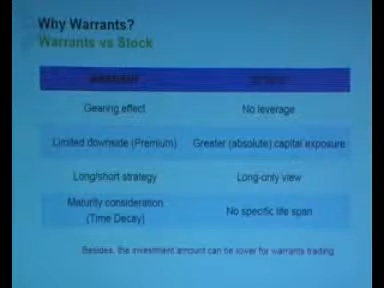 Why Warrants?
Warrants vs Stock
Gearing effect No leverage
Limited downside (Premium) Greater (absolute) capital exposure
Long/short strategy Long-only view
Maturity consideration
(Time Decay) No specific life span
Besides, the investment amount can be lower for warrants trading